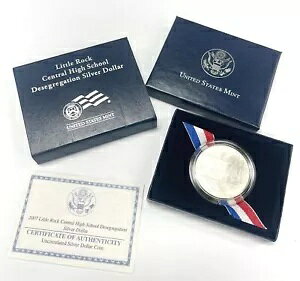 Little Rock
Central High School
Desegregation Silver Dollar
UNITED STATES MINT
UNITED STATES MINT
2007 Little Rock Central High School Desegregation
Silver Dollar
CERTIFICATE OF AUTHENTICITY
Uncirculated Silver Dollar Coin